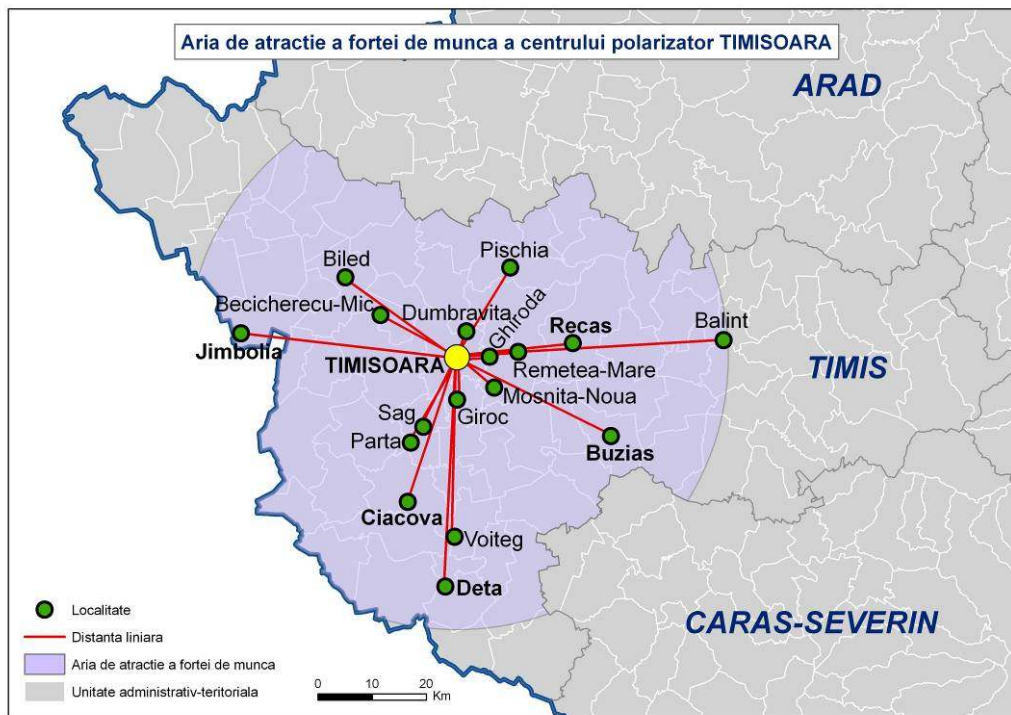 Aria de atractie a fortei de munca a centrului polarizator TIMISOARA
ARAD
Pischia
Biled
Becicherecu-Mic
Dumbravita
Ghiroda
Recas
Balint
Jimbolia
TIMISOARA
Remetea-Mare
TIMIS
Mosnita-Noua
Sag
Giroc
Parta
Buzias
Ciacova
Voiteg
Deta
CARAS-SEVERIN
Localitate
Distanta liniara
Aria de atractie a fortei de munca
Unitate administrativ-teritoriala
0 10 20
Km